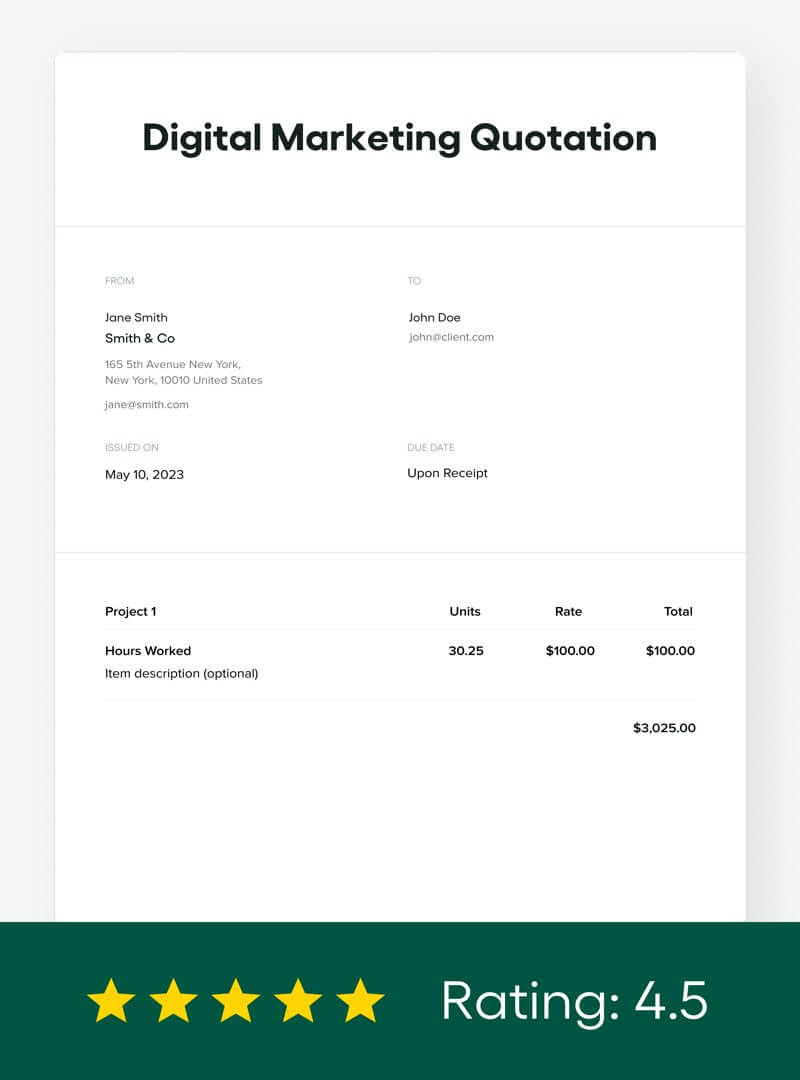 Digital Marketing Quotation
FROM
Jane Smith
Smith & Co
165 5th Avenue New York,
New York, 10010 United States
jane@smith.com
TO
John Doe
john@client.com
ISSUED ON
May 10, 2023
DUE DATE
Upon Receipt
Project 1 Units Rate Total
Hours Worked 30.25 $100.00 $100.00
Item description (optional)
$3,025.00
Rating: 4.5